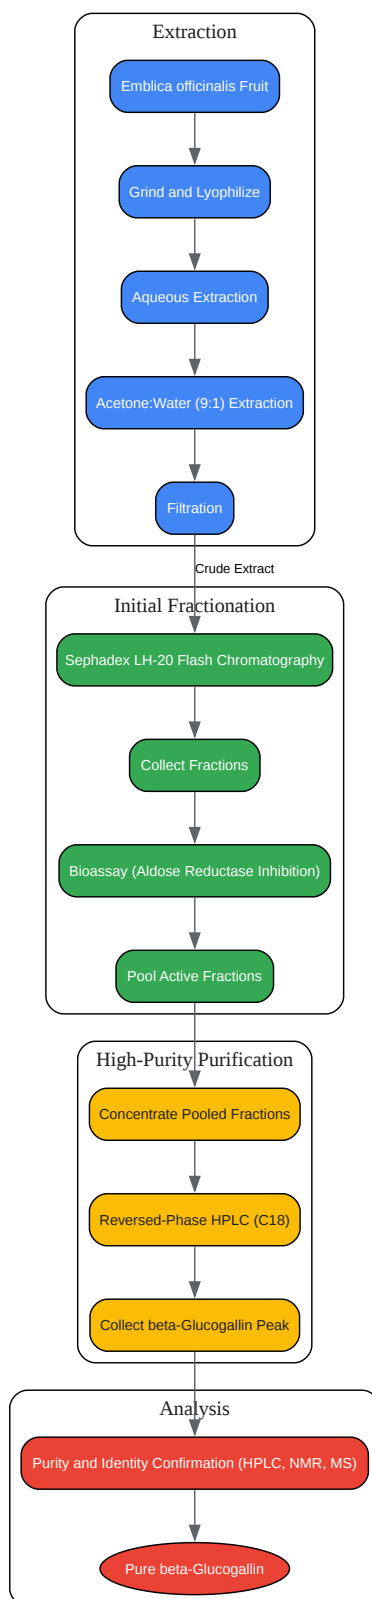 Extraction
Emblica officinalis Fruit
Grind and Lyophilize
Aqueous Extraction
Acetone:Water (9:1) Extraction
Filtration
Crude Extract
Initial Fractionation
Sephadex LH-20 Flash Chromatography
Collect Fractions
Bioassay (Aldose Reductase Inhibition)
Pool Active Fractions
High-Purity Purification
Concentrate Pooled Fractions
Reversed-Phase HPLC (C18)
Collect beta-Glucogallin Peak
Analysis
Purity and Identity Confirmation (HPLC, NMR, MS)
Pure beta-Glucogallin